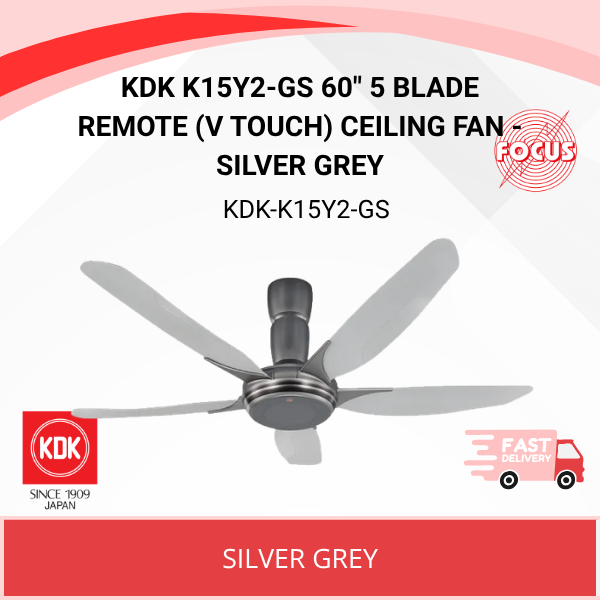 KDK K15Y2-GS 60" 5 BLADE
REMOTE (V TOUCH) CEILING FAN -
SILVER GREY
FOCUS
KDK-K15Y2-GS
KDK
SINCE 1909
JAPAN
FAST
DELIVERY
SILVER GREY